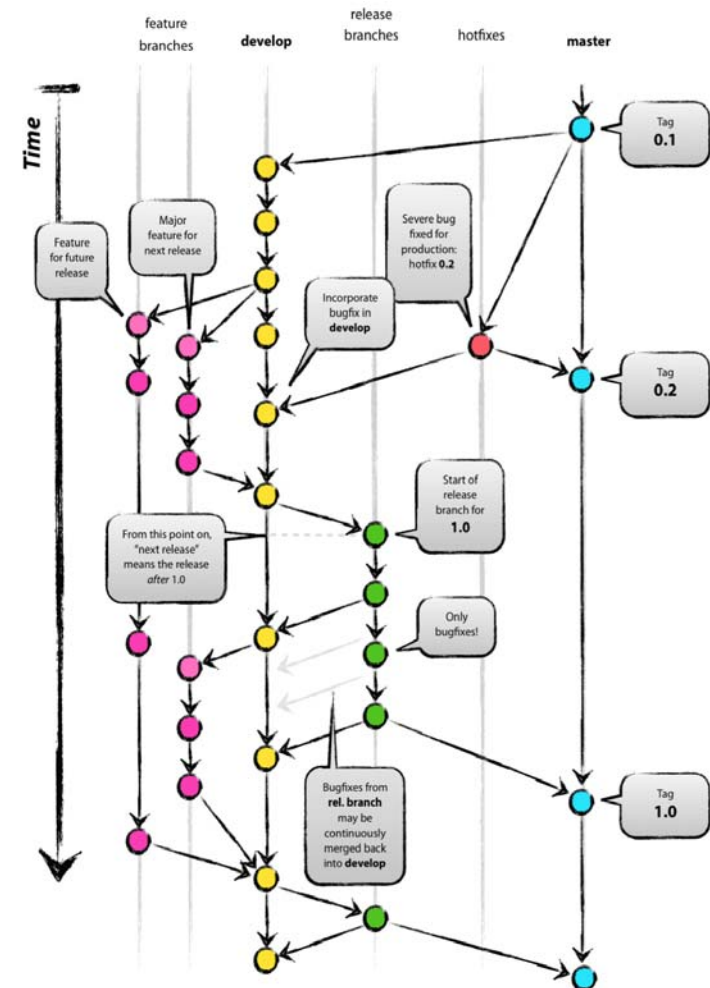 feature
branches
develop
release
branches
hotfixes
master
Time
Tag
0.1
Major
feature for
next release
Feature
for future
release
Severe bug
fixed for
production:
hotfix 0.2
Incorporate
bugfix in
develop
Tag
0.2
Start of
release
branch for
1.0
From this point on,
"next release"
means the release
after 1.0
Only
bugfixes!
Bugfixes from
rel. branch
may be
continuously
merged back
into develop
Tag
1.0